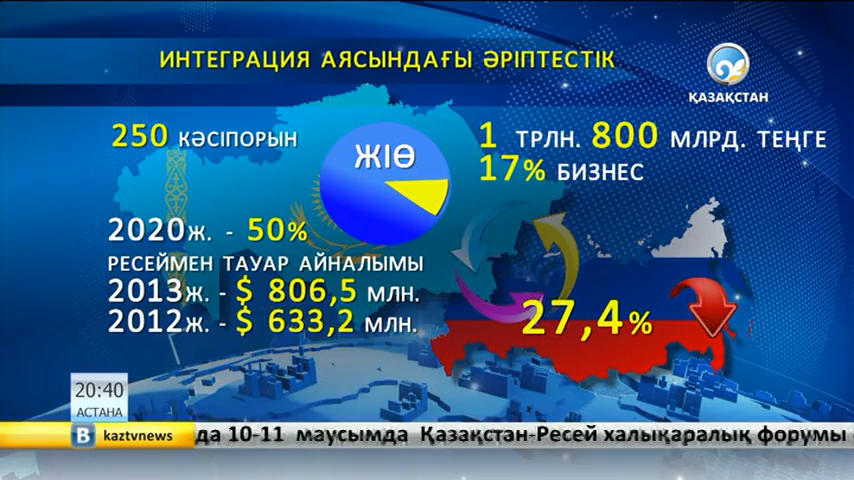 ИНТЕГРАЦИЯ АЯСЫНДАҒЫ ӘРІПТЕСТІК
ҚАЗАҚСТАН
250 КӘСІПОРЫН
ЖІӨ
1 ТРЛН. 800 МЛРД. ТЕҢГЕ
17% БИЗНЕС
2020Ж. - 50%
РЕСЕЙМЕН ТАУАР АЙНАЛЫМЫ
2013Ж. - $ 806,5 МЛН.
2012Ж. - $ 633,2 МЛН.
27,4%
20:40
АСТАНА
B kaztvnews
да 10-11 маусымда Қазақстан-Ресей халықаралық форумы